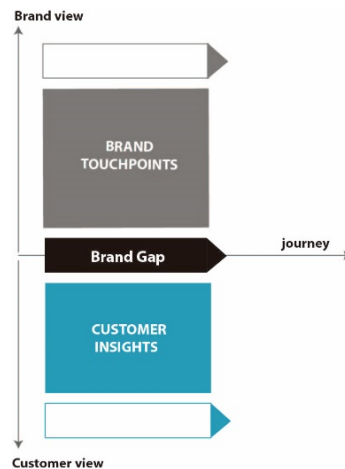 Brand view
BRAND
TOUCHPOINTS
Brand Gap
journey
CUSTOMER
INSIGHTS
Customer view